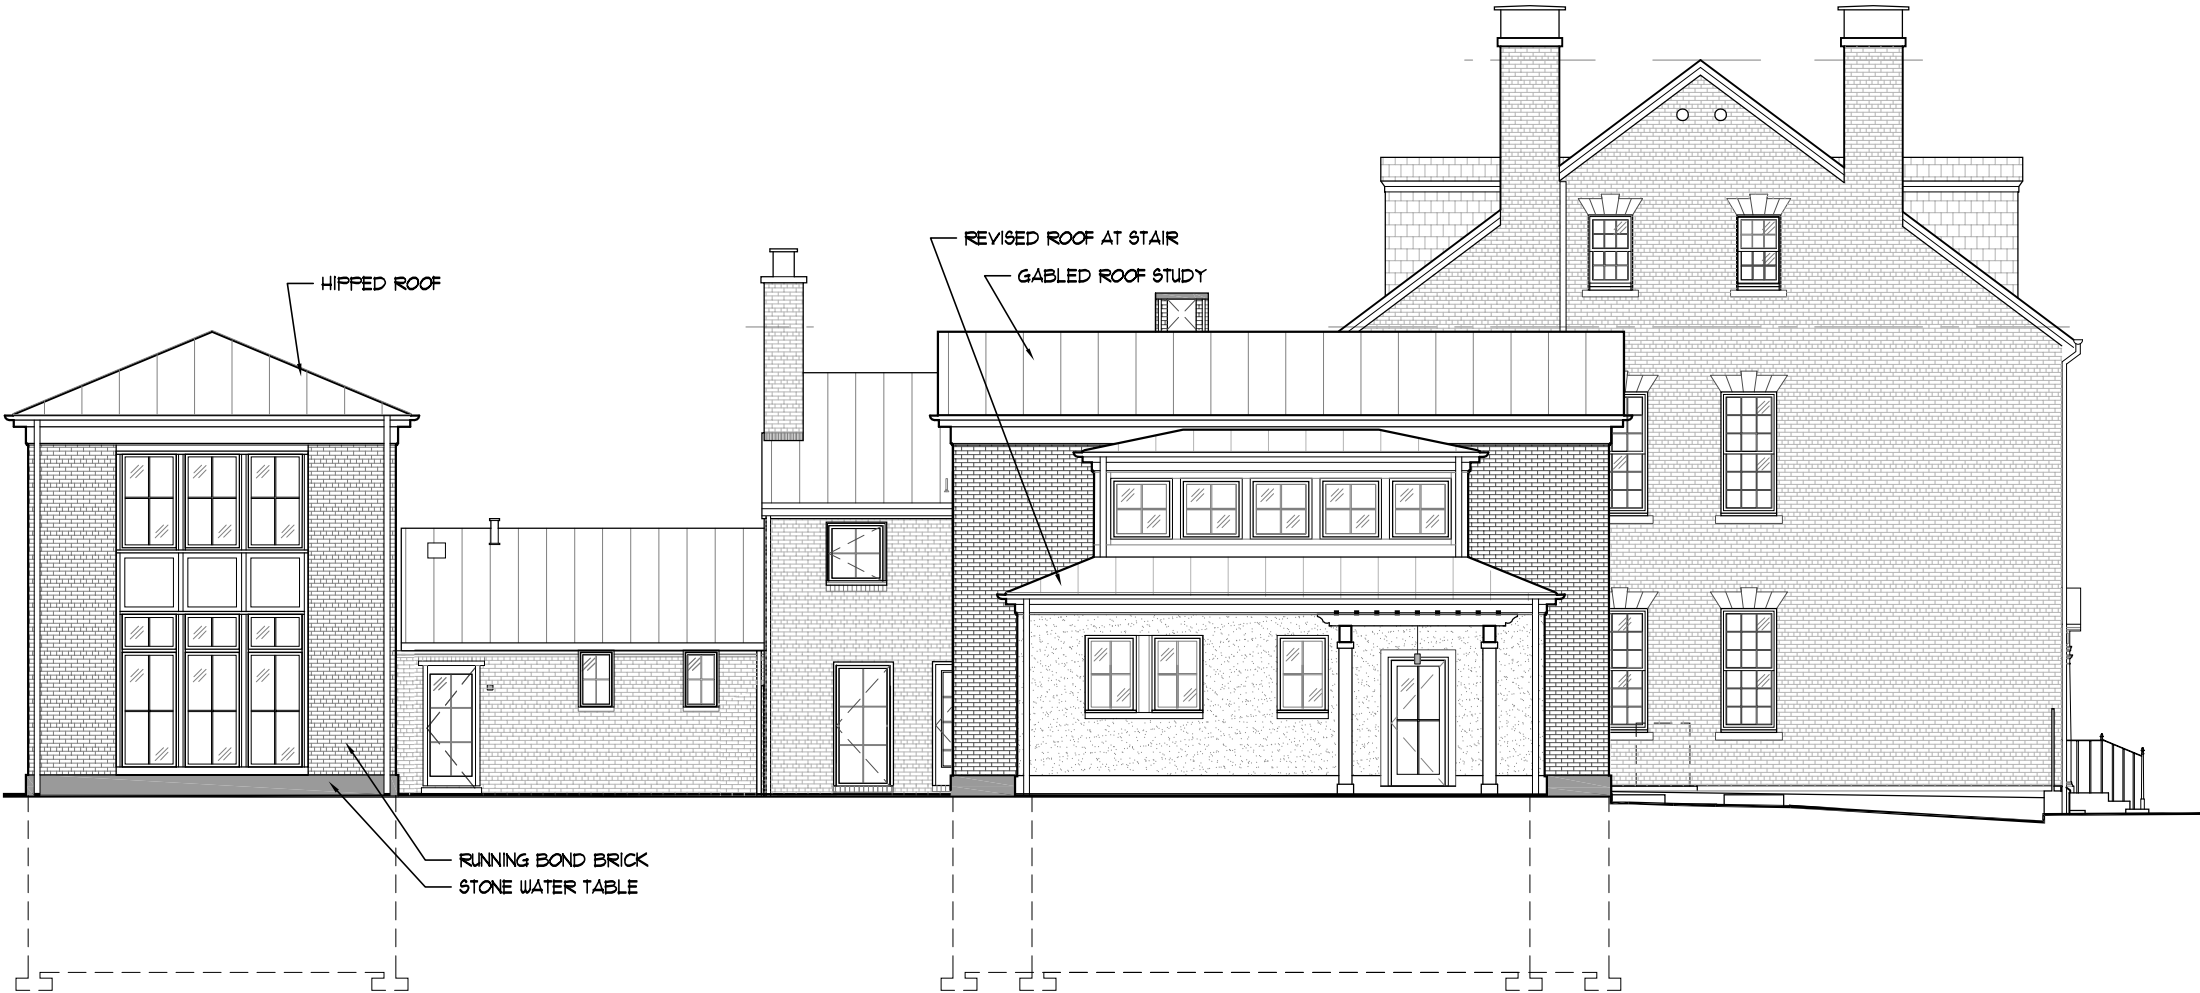 REVISED ROOF AT STAIR
GABLED ROOF STUDY
HIPPED ROOF
RUNNING BOND BRICK
STONE WATER TABLE